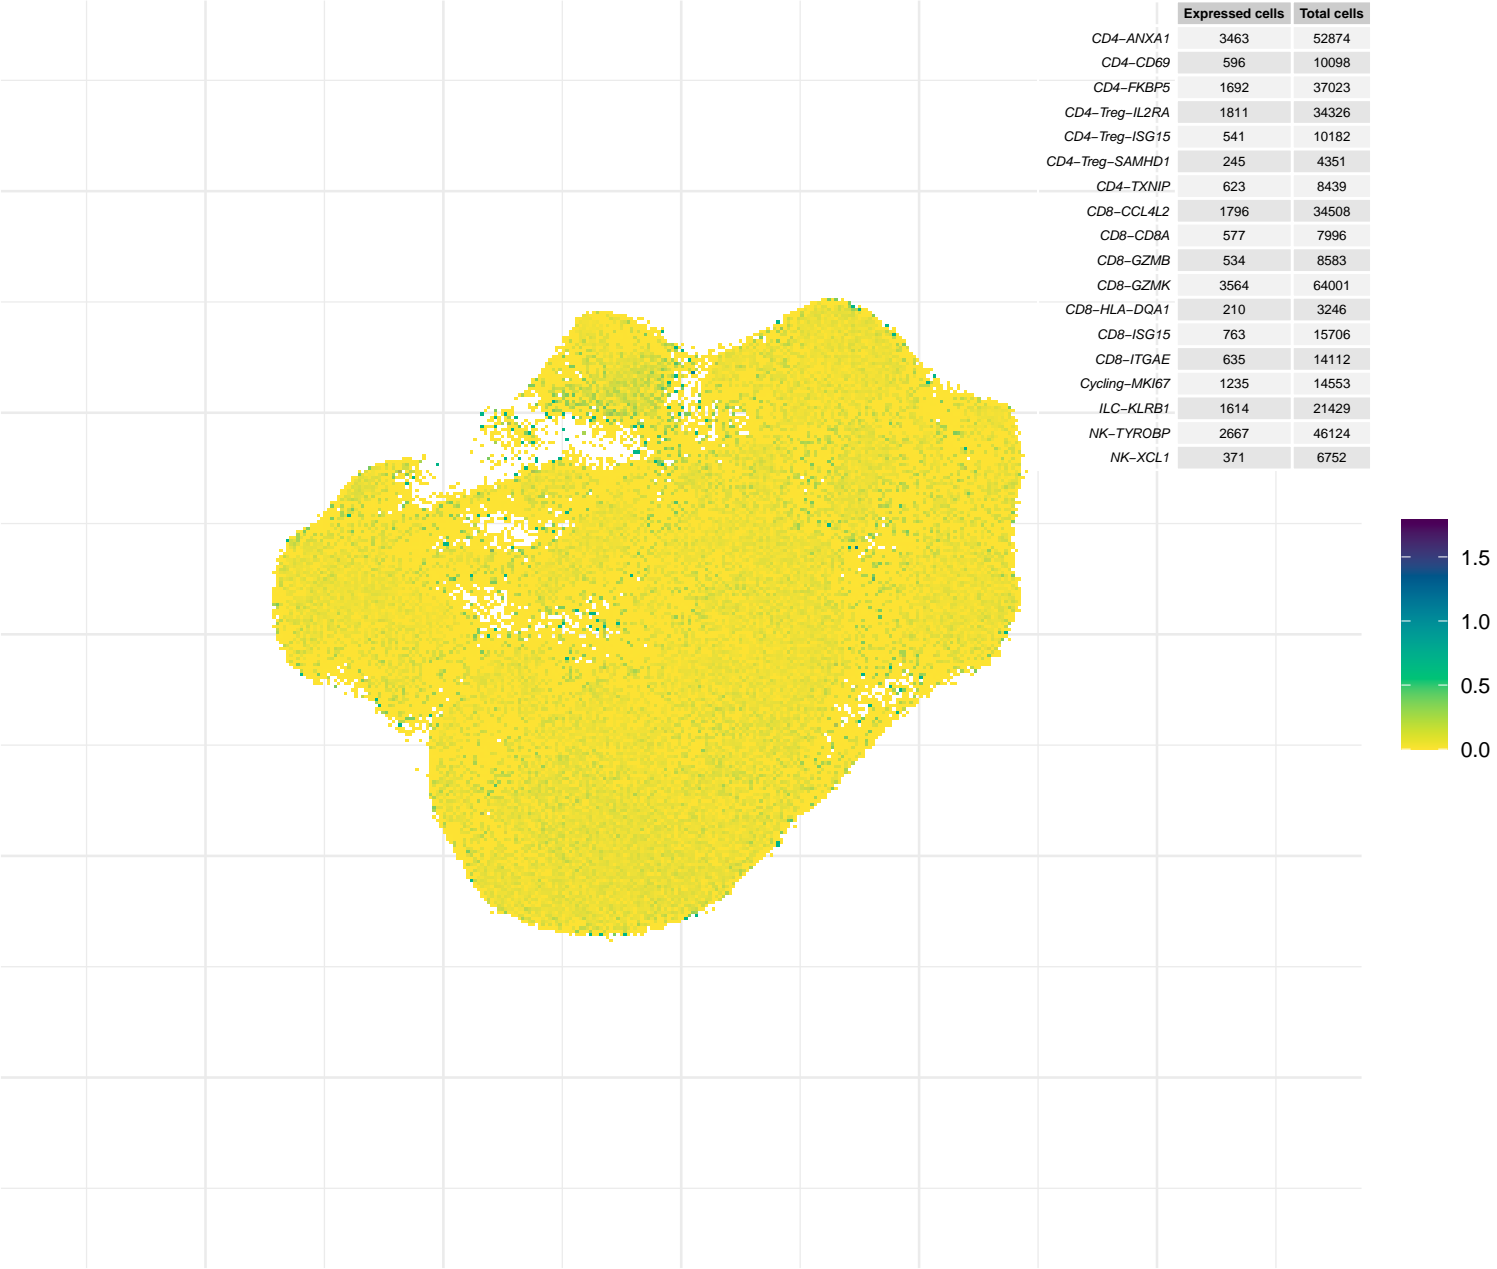 Expressed cells Total cells
CD4−ANXA1 3463 52874
CD4−CD69 596 10098
CD4−FKBP5 1692 37023
CD4−Treg−IL2RA 1811 34326
CD4−Treg−ISG15 541 10182
CD4−Treg−SAMHD1 245 4351
CD4−TXNIP 623 8439
CD8−CCL4L2 1796 34508
CD8−CD8A 577 7996
CD8−GZMB 534 8583
CD8−GZMK 3564 64001
CD8−HLA−DQA1 210 3246
CD8−ISG15 763 15706
CD8−ITGAE 635 14112
Cycling−MKI67 1235 14553
ILC−KLRB1 1614 21429
NK−TYROBP 2667 46124
NK−XCL1 371 6752
1.5
1.0
0.5
0.0